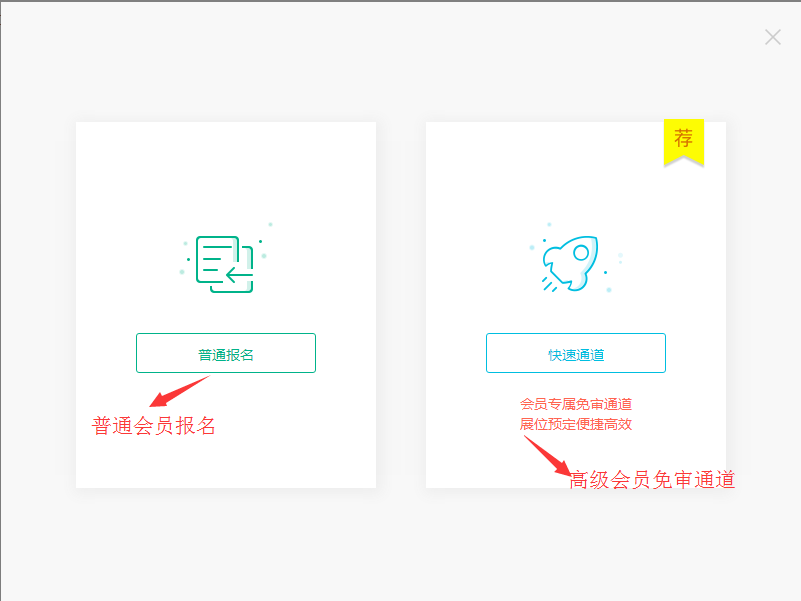 荐
普通报名
快速通道
会员专属免审通道
展位预定便捷高效
普通会员报名
高级会员免审通道